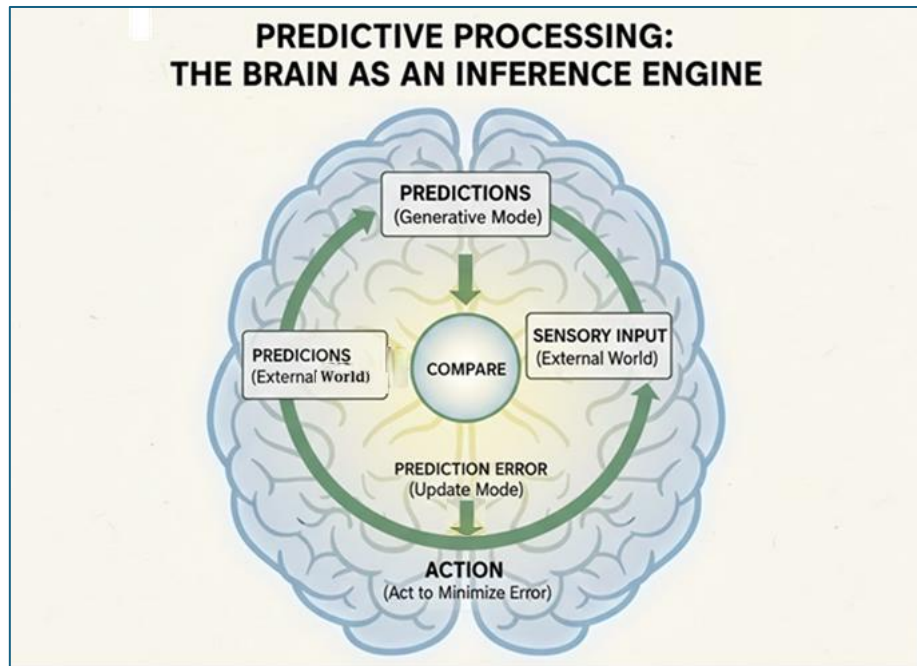 PREDICTIVE PROCESSING:
THE BRAIN AS AN INFERENCE ENGINE
PREDICTIONS
(Generative Mode)
PREDICIONS
(External World)
COMPARE
SENSORY INPUT
(External World)
PREDICTION ERROR
(Update Mode)
ACTION
(Act to Minimize Error)